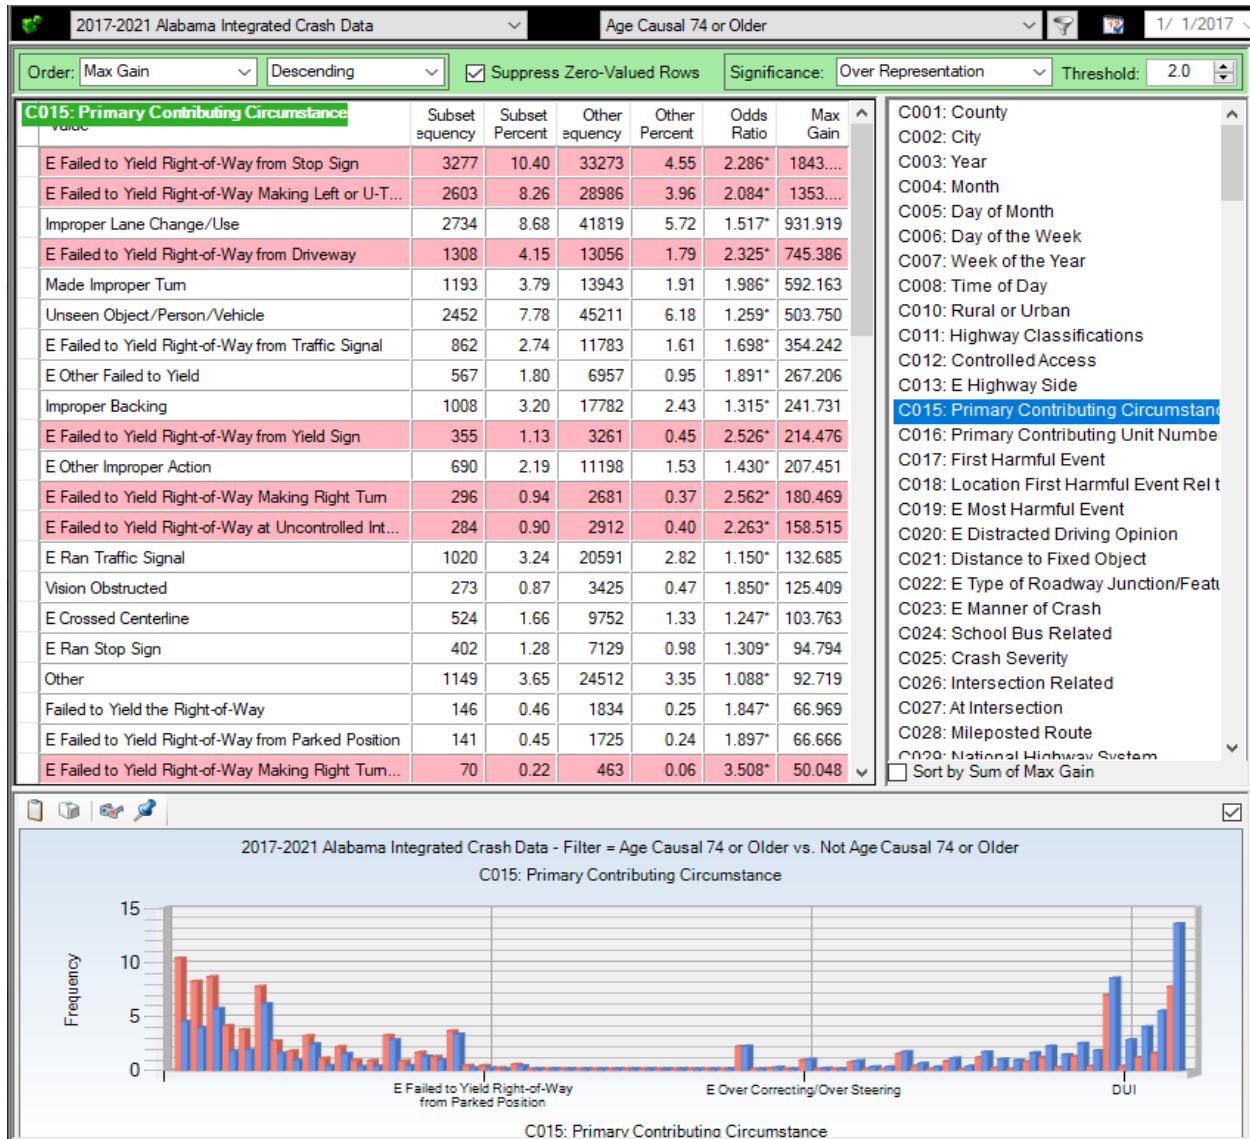 2017-2021 Alabama Integrated Crash Data Age Causal 74 or Older 1/ 1/2017
Order: Max Gain Descending Suppress Zero-Valued Rows Significance: Over Representation Threshold: 2.0
C015: Primary Contributing Circumstance Subset Subset Other Other Odds Max
Percent Percent Ratio Gain
E Failed to Yield Right-of-Way from Stop Sign 3277 10.40 33273 4.55 2.286* 1843....
E Failed to Yield Right-of-Way Making Left or U-T... 2603 8.26 28986 3.96 2.084* 1353....
Improper Lane Change/Use 2734 8.68 41819 5.72 1.517* 931.919
E Failed to Yield Right-of-Way from Driveway 1308 4.15 13056 1.79 2.325* 745.386
Made Improper Turn 1193 3.79 13943 1.91 1.986* 592.163
Unseen Object/Person/Vehicle 2452 7.78 45211 6.18 1.259* 503.750
E Failed to Yield Right-of-Way from Traffic Signal 862 2.74 11783 1.61 1.698* 354.242
E Other Failed to Yield 567 1.80 6957 0.95 1.891* 267.206
Improper Backing 1008 3.20 17782 2.43 1.315* 241.731
E Failed to Yield Right-of-Way from Yield Sign 355 1.13 3261 0.45 2.526* 214.476
E Other Improper Action 690 2.19 11198 1.53 1.430* 207.451
E Failed to Yield Right-of-Way Making Right Turn 296 0.94 2681 0.37 2.562* 180.469
E Failed to Yield Right-of-Way at Uncontrolled Int... 284 0.90 2912 0.40 2.263* 158.515
E Ran Traffic Signal 1020 3.24 20591 2.82 1.150* 132.685
Vision Obstructed 273 0.87 3425 0.47 1.850* 125.409
E Crossed Centerline 524 1.66 9752 1.33 1.247* 103.763
E Ran Stop Sign 402 1.28 7129 0.98 1.309* 94.794
Other 1149 3.65 24512 3.35 1.088* 92.719
Failed to Yield the Right-of-Way 146 0.46 1834 0.25 1.847* 66.969
E Failed to Yield Right-of-Way from Parked Position 141 0.45 1725 0.24 1.897* 66.666
E Failed to Yield Right-of-Way Making Right Turn... 70 0.22 463 0.06 3.508* 50.048
C001: County
C002: City
C003: Year
C004: Month
C005: Day of Month
C006: Day of the Week
C007: Week of the Year
C008: Time of Day
C010: Rural or Urban
C011: Highway Classifications
C012: Controlled Access
C013: E Highway Side
C015: Primary Contributing Circumstanc
C016: Primary Contributing Unit Number
C017: First Harmful Event
C018: Location First Harmful Event Rel t
C019: E Most Harmful Event
C020: E Distracted Driving Opinion
C021: Distance to Fixed Object
C022: E Type of Roadway Junction/Featu
C023: E Manner of Crash
C024: School Bus Related
C025: Crash Severity
C026: Intersection Related
C027: At Intersection
C028: Mileposted Route
C029: National Highway System
Sort by Sum of Max Gain
2017-2021 Alabama Integrated Crash Data - Filter = Age Causal 74 or Older vs. Not Age Causal 74 or Older
C015: Primary Contributing Circumstance
Frequency
15
10
5
0
E Failed to Yield Right-of-Way
from Parked Position
E Over Correcting/Over Steering
DUI
C015: Primary Contributing Circumstance